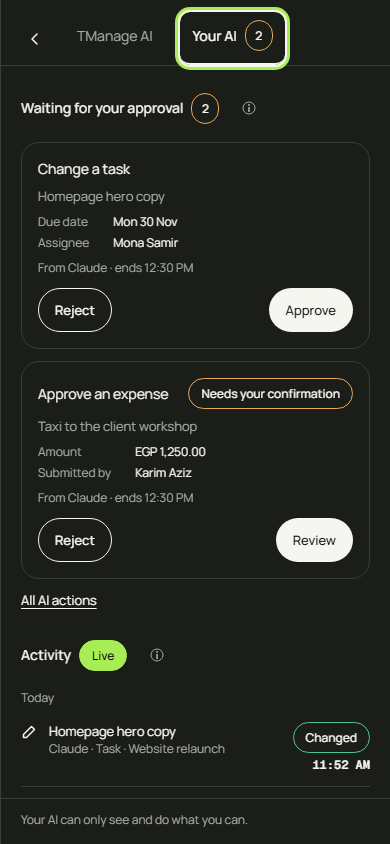 TManage AI
Your AI 2
Waiting for your approval 2
Change a task
Homepage hero copy
Due date Mon 30 Nov
Assignee Mona Samir
From Claude · ends 12:30 PM
Reject Approve
Approve an expense Needs your confirmation
Taxi to the client workshop
Amount EGP 1,250.00
Submitted by Karim Aziz
From Claude · ends 12:30 PM
Reject Review
All AI actions
Activity Live
Today
Homepage hero copy Changed
Claude · Task · Website relaunch
11:52 AM
Your AI can only see and do what you can.